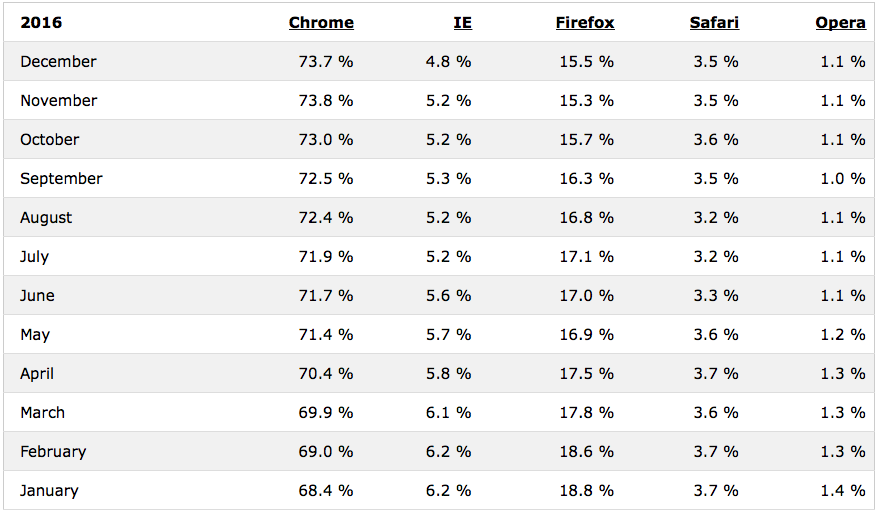 2016 Chrome IE Firefox Safari Opera
December 73.7 % 4.8 % 15.5 % 3.5 % 1.1 %
November 73.8 % 5.2 % 15.3 % 3.5 % 1.1 %
October 73.0 % 5.2 % 15.7 % 3.6 % 1.1 %
September 72.5 % 5.3 % 16.3 % 3.5 % 1.0 %
August 72.4 % 5.2 % 16.8 % 3.2 % 1.1 %
July 71.9 % 5.2 % 17.1 % 3.2 % 1.1 %
June 71.7 % 5.6 % 17.0 % 3.3 % 1.1 %
May 71.4 % 5.7 % 16.9 % 3.6 % 1.2 %
April 70.4 % 5.8 % 17.5 % 3.7 % 1.3 %
March 69.9 % 6.1 % 17.8 % 3.6 % 1.3 %
February 69.0 % 6.2 % 18.6 % 3.7 % 1.3 %
January 68.4 % 6.2 % 18.8 % 3.7 % 1.4 %